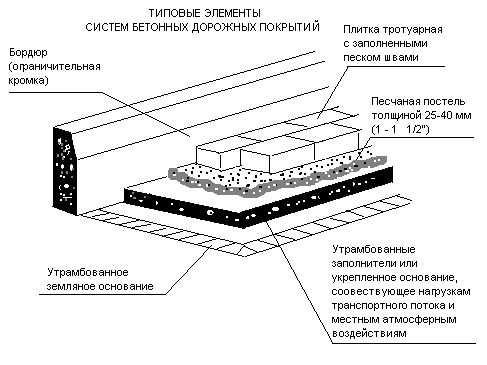 ТИПОВЫЕ ЭЛЕМЕНТЫ
СИСТЕМ БЕТОННЫХ ДОРОЖНЫХ ПОКРЫТИЙ
Бордюр
(ограничительная
кромка)
Плитка тротуарная
с заполненными
песком швами
Песчаная постель
толщиной 25-40 мм
(1 - 1 1/2")
Утрамбованное
земляное основание
Утрамбованные
заполнители или
укрепленное основание,
соовествующее нагрузкам
транспортного потока и
местным атмосферным
воздействиям